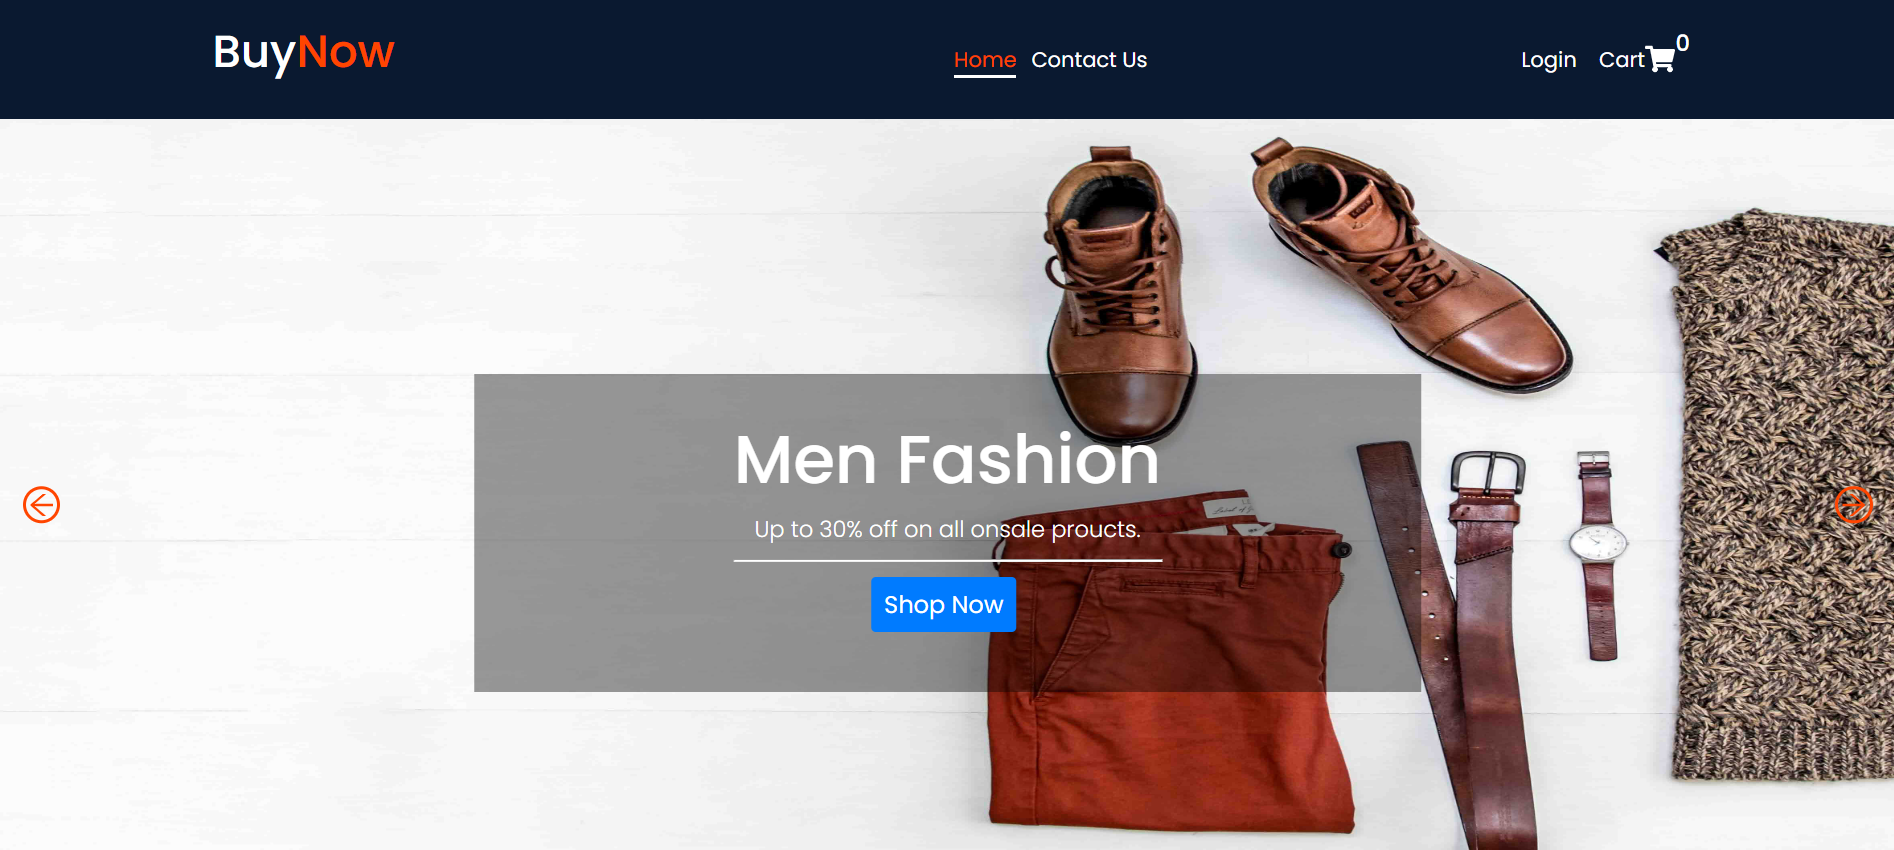 BuyNow
Home Contact Us
Login Cart 0
Men Fashion
Up to 30% off on all onsale proucts.
Shop Now